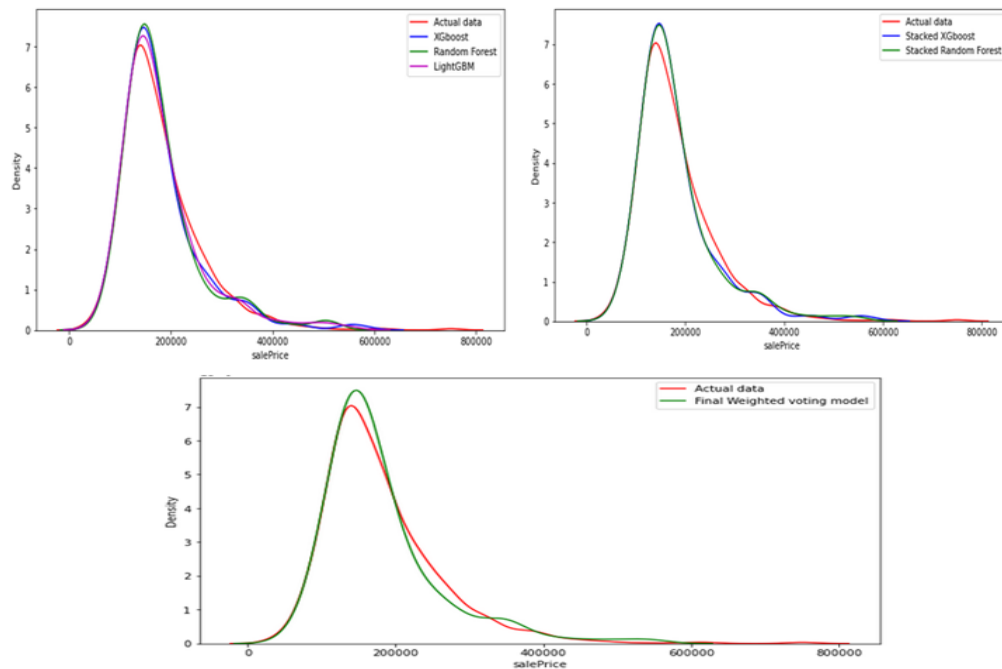 Actual data
XGboost
Random Forest
LightGBM
7
6
5
4
3
2
1
0
Density
0
200000
400000
600000
800000
salePrice
Actual data
Stacked XGboost
Stacked Random Forest
7
6
5
4
3
2
1
0
Density
0
200000
400000
600000
800000
salePrice
Actual data
Final Weighted voting model
7
6
5
4
3
2
1
0
Density
0
200000
400000
600000
800000
salePrice